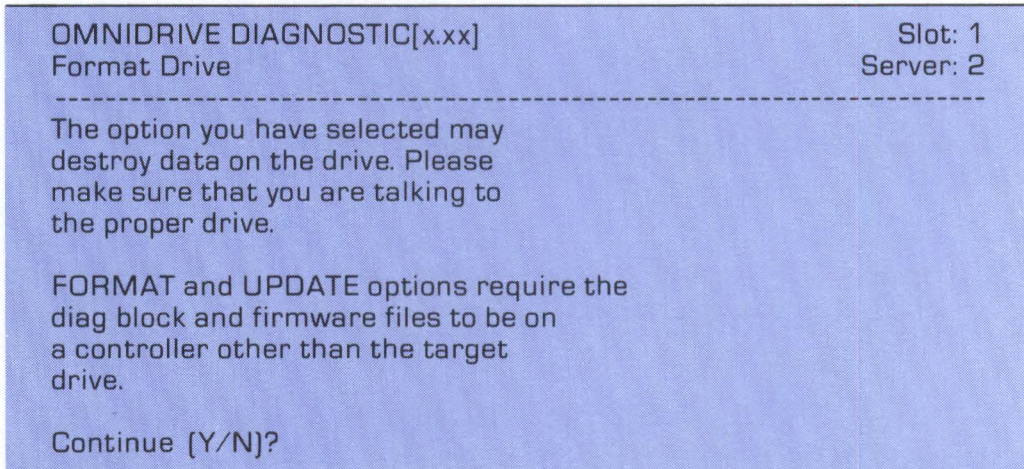 OMNIDRIVE DIAGNOSTIC[x.xx] Slot: 1
Format Drive Server: 2
The option you have selected may
destroy data on the drive. Please
make sure that you are talking to
the proper drive.
FORMAT and UPDATE options require the
diag block and firmware files to be on
a controller other than the target
drive.
Continue [Y/N]?